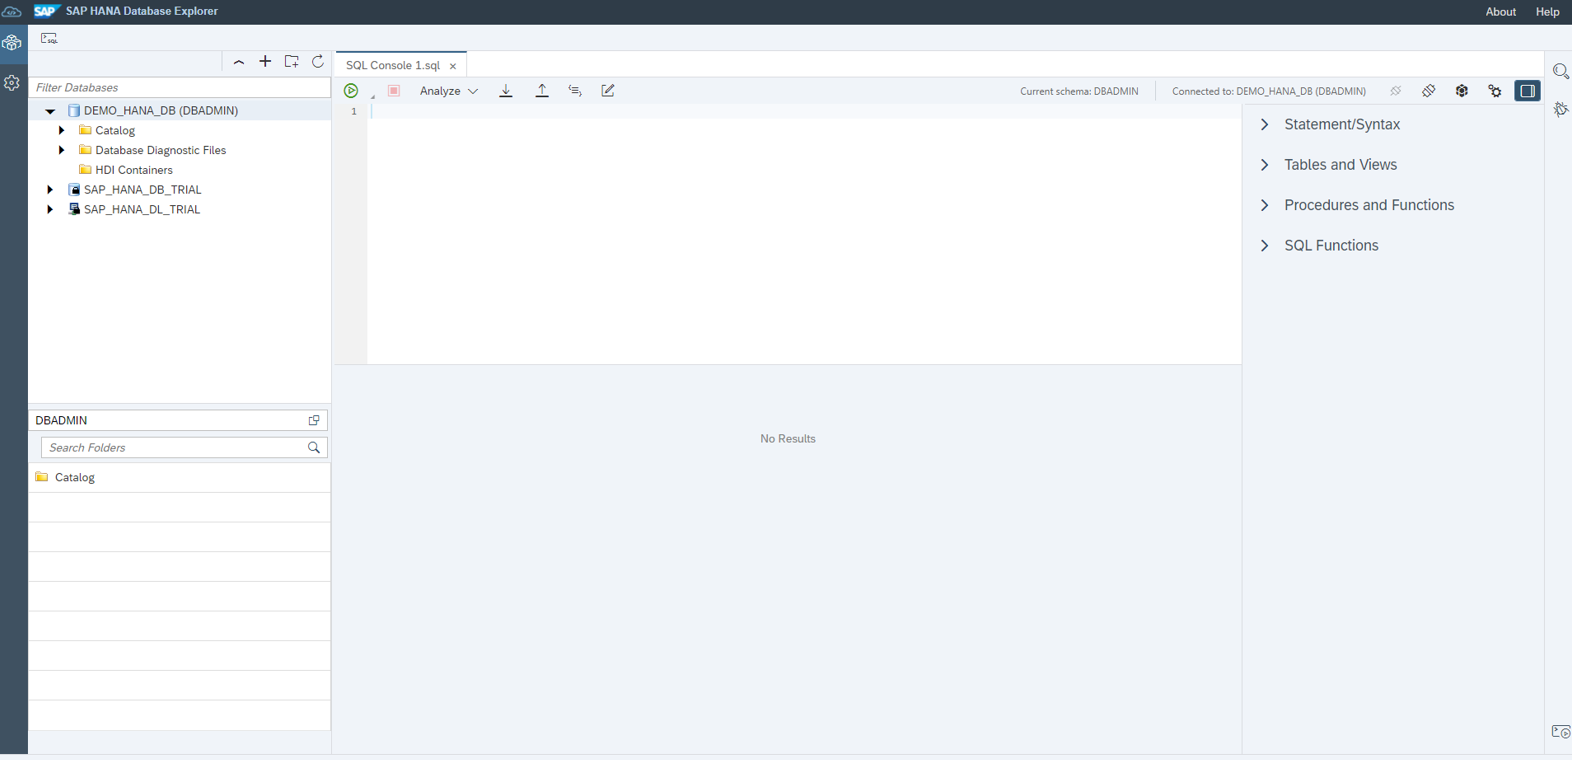 SAP SAP HANA Database Explorer About Help
SQL
SQL Console 1.sql
Filter Databases
Analyze
Current schema: DBADMIN
Connected to: DEMO_HANA_DB (DBADMIN)
DEMO_HANA_DB (DBADMIN)
Catalog
Database Diagnostic Files
HDI Containers
SAP_HANA_DB_TRIAL
SAP_HANA_DL_TRIAL
1
Statement/Syntax
Tables and Views
Procedures and Functions
SQL Functions
DBADMIN
Search Folders
Catalog
No Results